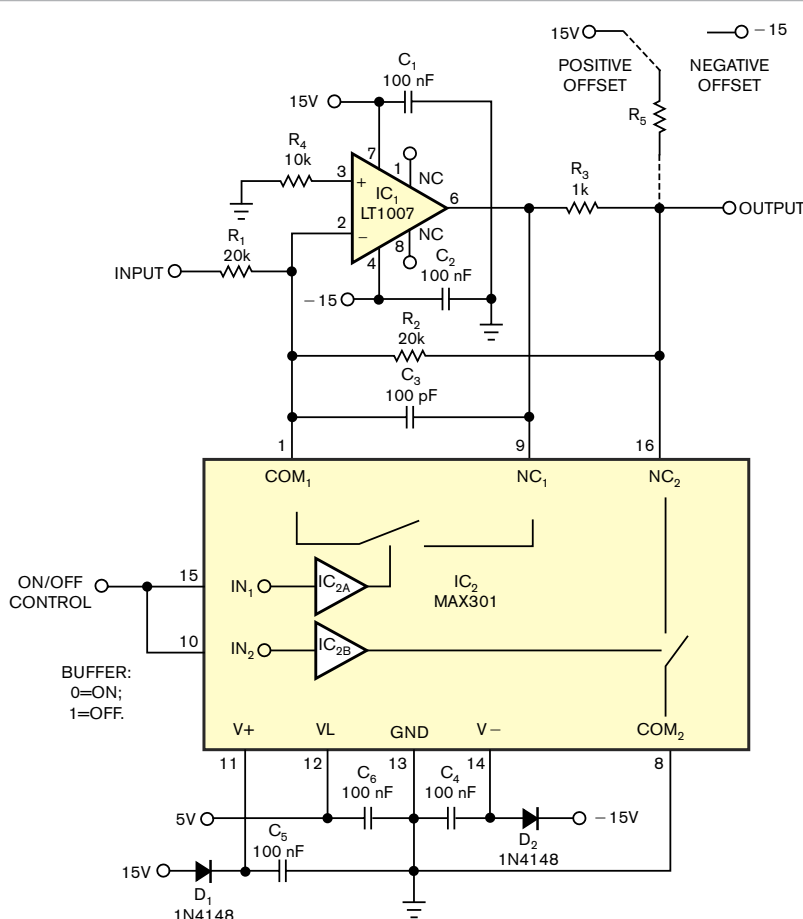 15V
– 15
POSITIVE
OFFSET
NEGATIVE
OFFSET
C1
100 nF
15V
R5
R4
10k
7
1
NC
3
+
IC1
LT1007
6
R3
1k
OUTPUT
2
–
8
NC
4
R1
20k
INPUT
C2
100 nF
– 15
R2
20k
C3
100 pF
1
9
16
COM1
NC1
NC2
ON/OFF
CONTROL
15
IN1
IC2A
IC2
MAX301
10
IN2
IC2B
BUFFER:
0=ON;
1=OFF.
V+
VL
GND
V–
COM2
11
12
13
14
8
C6
100 nF
C4
100 nF
5V
– 15V
D2
1N4148
C5
100 nF
15V
D1
1N4148